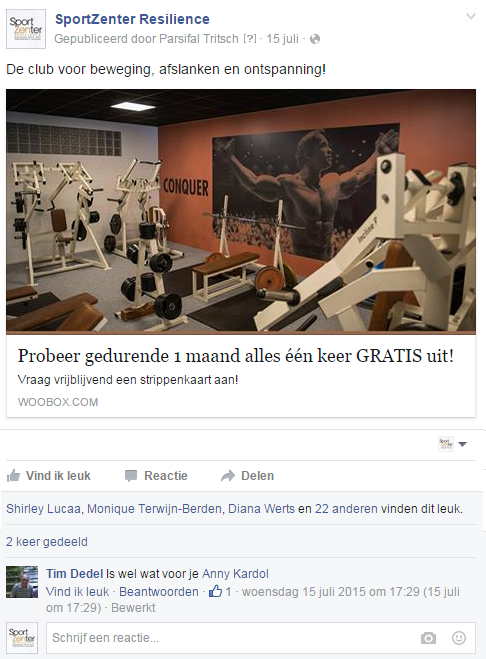 Sport
Zenter
SportZenter Resilience
Gepubliceerd door Parsifal Tritsch [?] · 15 juli ·
De club voor beweging, afslanken en ontspanning!
CONQUER
Probeer gedurende 1 maand alles één keer GRATIS uit!
Vraag vrijblijvend een strippenkaart aan!
WOOBOX.COM
Vind ik leuk Reactie Delen
Shirley Lucaa, Monique Terwijn-Berden, Diana Werts en 22 anderen vinden dit leuk.
2 keer gedeeld
Tim Dedel Is wel wat voor je Anny Kardol
Vind ik leuk · Beantwoorden · 1 · woensdag 15 juli 2015 om 17:29 (15 juli
om 17:29) · Bewerkt
Sport
Zenter
Schrijf een reactie...